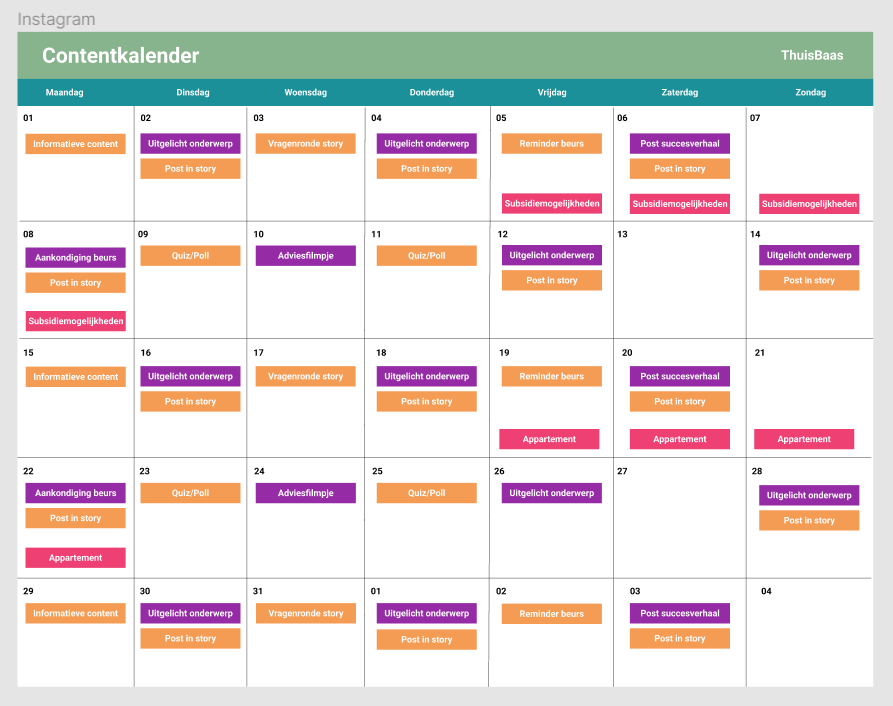 Instagram
Contentkalender
ThuisBaas
Maandag Dinsdag Woensdag Donderdag Vrijdag Zaterdag Zondag
01
Informatieve content
02
Uitgelicht onderwerp
Post in story
03
Vragenronde story
04
Uitgelicht onderwerp
Post in story
05
Reminder beurs
Subsidiemogelijkheden
06
Post succesverhaal
Post in story
Subsidiemogelijkheden
07
Subsidiemogelijkheden
08
Aankondiging beurs
Post in story
Subsidiemogelijkheden
09
Quiz/Poll
10
Adviesfilmpje
11
Quiz/Poll
12
Uitgelicht onderwerp
Post in story
13
14
Uitgelicht onderwerp
Post in story
15
Informatieve content
16
Uitgelicht onderwerp
Post in story
17
Vragenronde story
18
Uitgelicht onderwerp
Post in story
19
Reminder beurs
Appartement
20
Post succesverhaal
Post in story
Appartement
21
Appartement
22
Aankondiging beurs
Post in story
Appartement
23
Quiz/Poll
24
Adviesfilmpje
25
Quiz/Poll
26
Uitgelicht onderwerp
27
28
Uitgelicht onderwerp
Post in story
29
Informatieve content
30
Uitgelicht onderwerp
Post in story
31
Vragenronde story
01
Uitgelicht onderwerp
Post in story
02
Reminder beurs
03
Post succesverhaal
Post in story
04